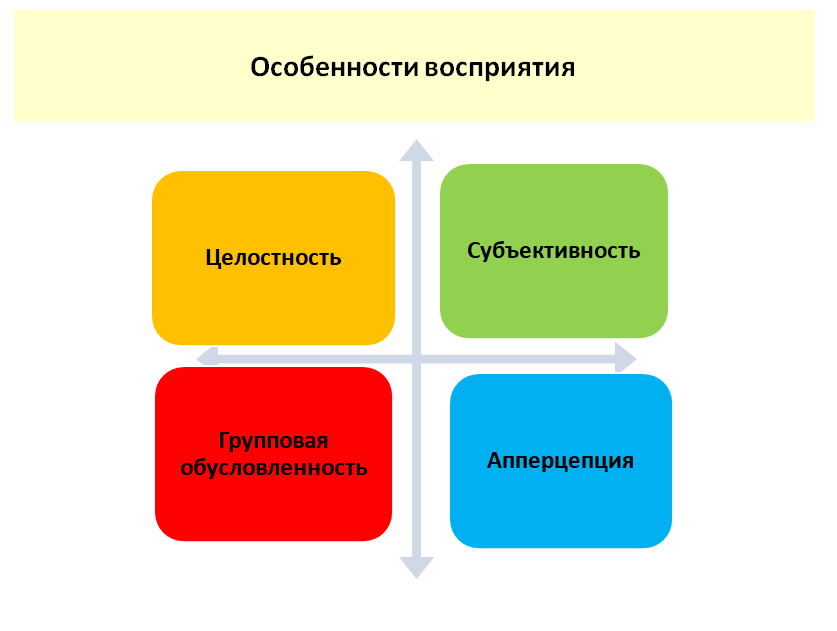 Особенности восприятия
Целостность
Субъективность
Групповая
обусловленность
Апперцепция